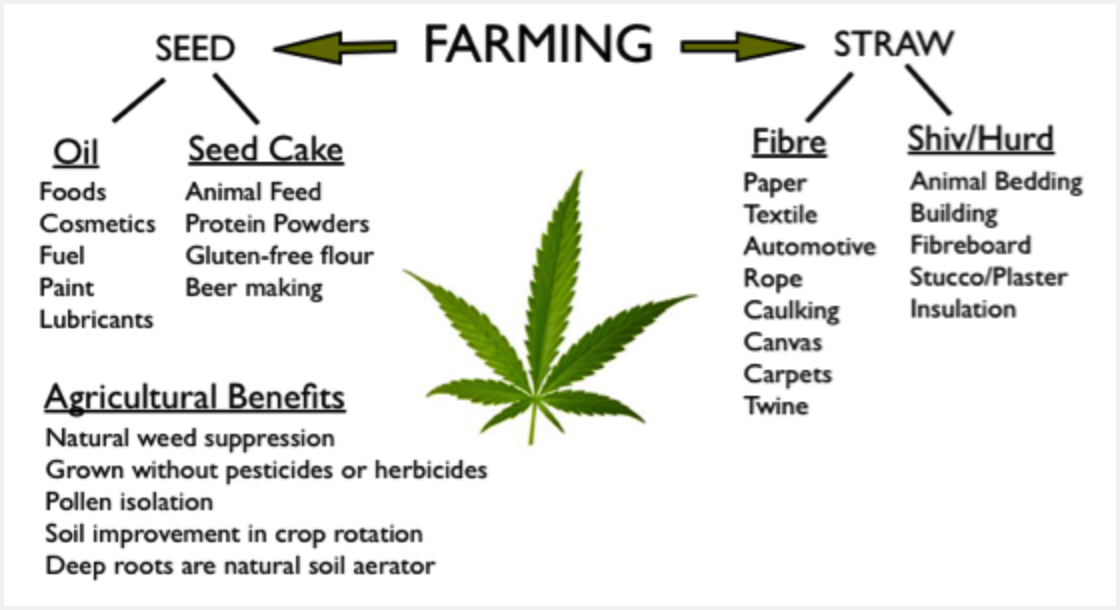 SEED
FARMING
STRAW
Oil
Foods
Cosmetics
Fuel
Paint
Lubricants
Seed Cake
Animal Feed
Protein Powders
Gluten-free flour
Beer making
Fibre
Paper
Textile
Automotive
Rope
Caulking
Canvas
Carpets
Twine
Shiv/Hurd
Animal Bedding
Building
Fibreboard
Stucco/Plaster
Insulation
Agricultural Benefits
Natural weed suppression
Grown without pesticides or herbicides
Pollen isolation
Soil improvement in crop rotation
Deep roots are natural soil aerator